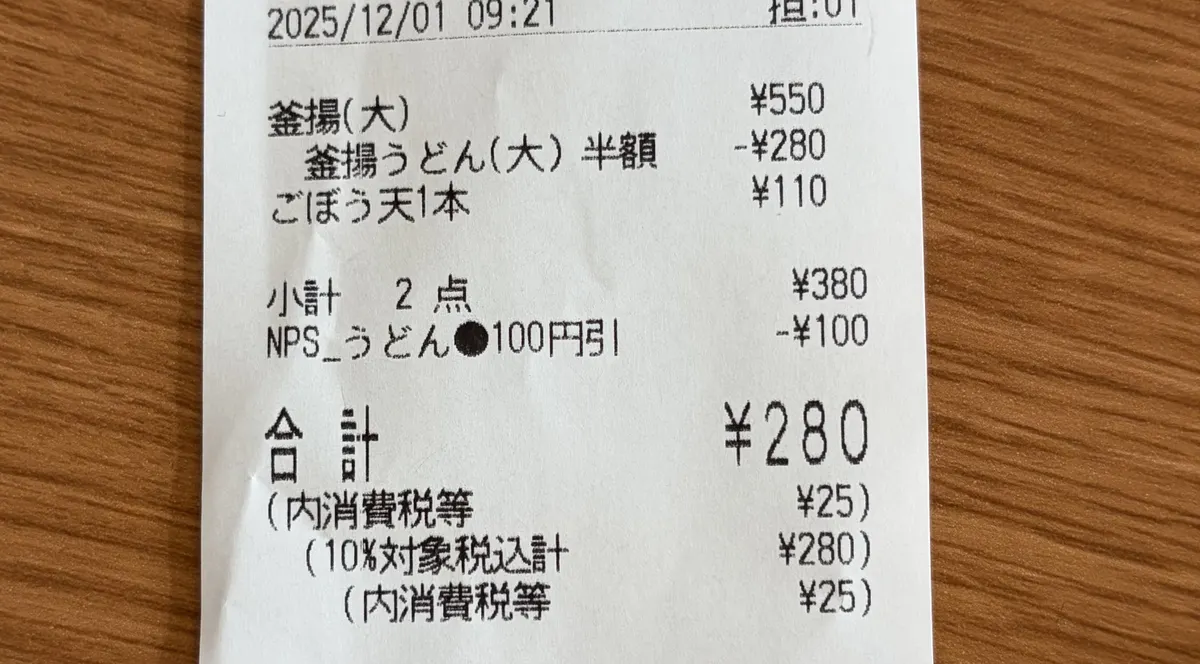 2025/12/01 09:21 担:01
釜揚(大) ¥550
釜揚うどん(大) 半額 -¥280
ごぼう天1本 ¥110
小計 2 点 ¥380
NPS_うどん●100円引 -¥100
合 計 ¥280
(内消費税等 ¥25)
(10%対象税込計 ¥280)
(内消費税等 ¥25)